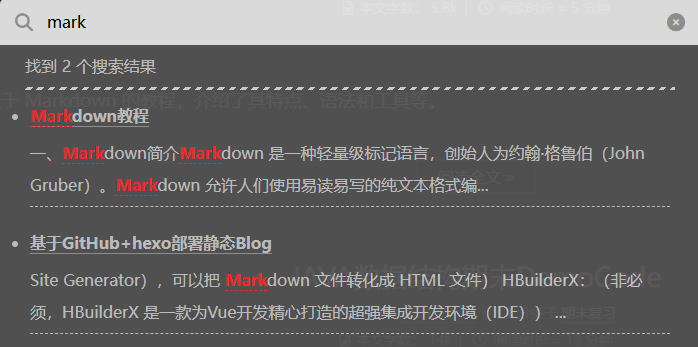 mark
找到 2 个搜索结果
Markdown教程
一、Markdown简介Markdown 是一种轻量级标记语言，创始人为约翰·格鲁伯（John
Gruber）。Markdown 允许人们使用易读易写的纯文本格式编...
基于GitHub+hexo部署静态Blog
Site Generator），可以把 Markdown 文件转化成 HTML 文件） HBuilderX：（非必
须，HBuilderX 是一款为Vue开发精心打造的超强集成开发环境（IDE）） ...